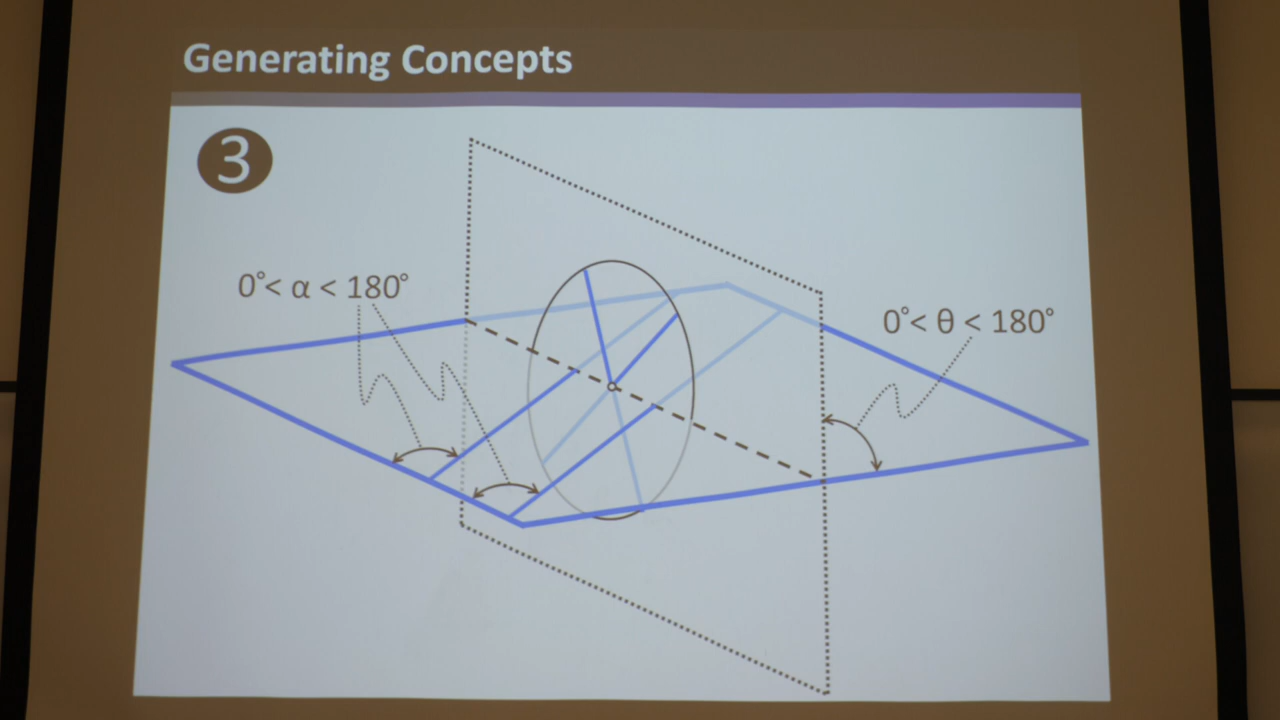 Generating Concepts
3
0°< α < 180°
0°< θ < 180°